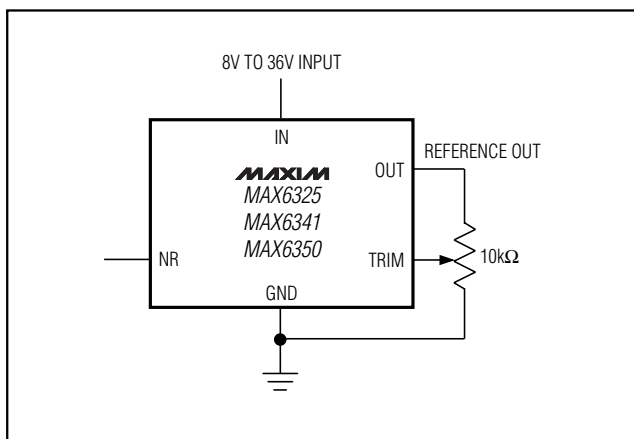 8V TO 36V INPUT
IN
REFERENCE OUT
OUT
MAXIM
MAX6325
MAX6341
MAX6350
NR
TRIM
10kΩ
GND